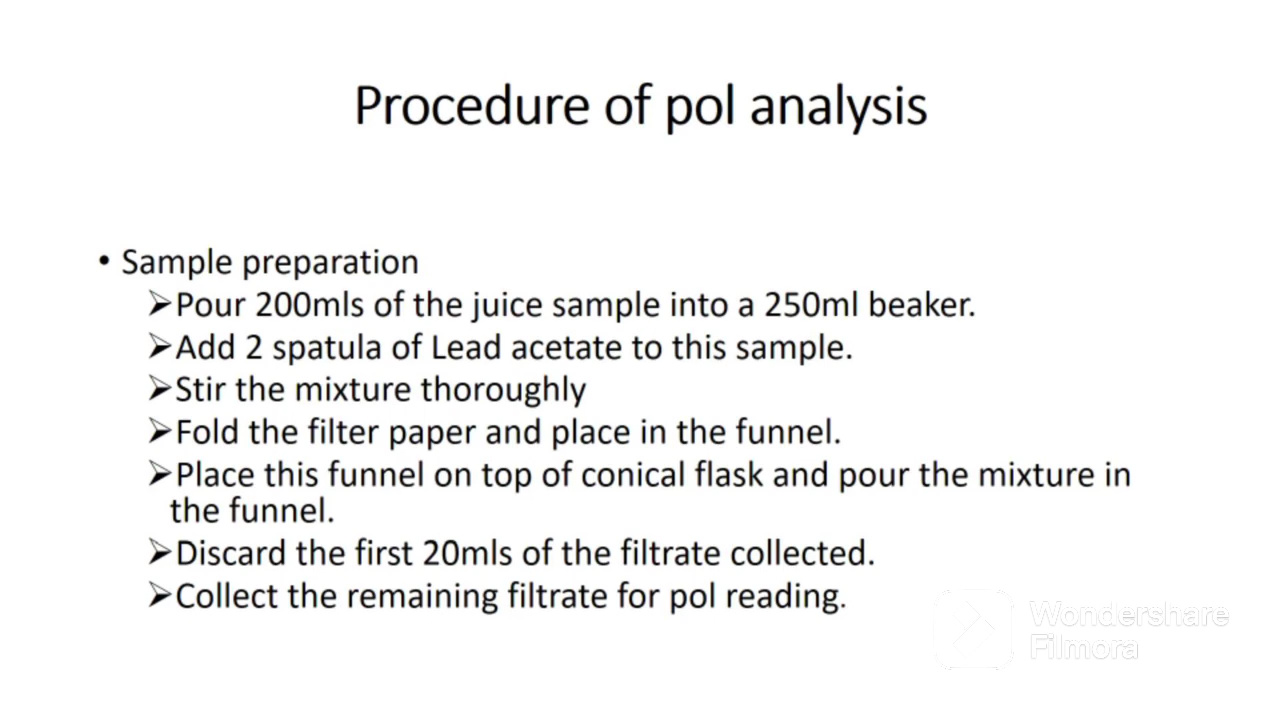 Procedure of pol analysis
• Sample preparation
➢Pour 200mls of the juice sample into a 250ml beaker.
➢Add 2 spatula of Lead acetate to this sample.
➢Stir the mixture thoroughly
➢Fold the filter paper and place in the funnel.
➢Place this funnel on top of conical flask and pour the mixture in
the funnel.
➢Discard the first 20mls of the filtrate collected.
➢Collect the remaining filtrate for pol reading.
Wondershare
Filmora